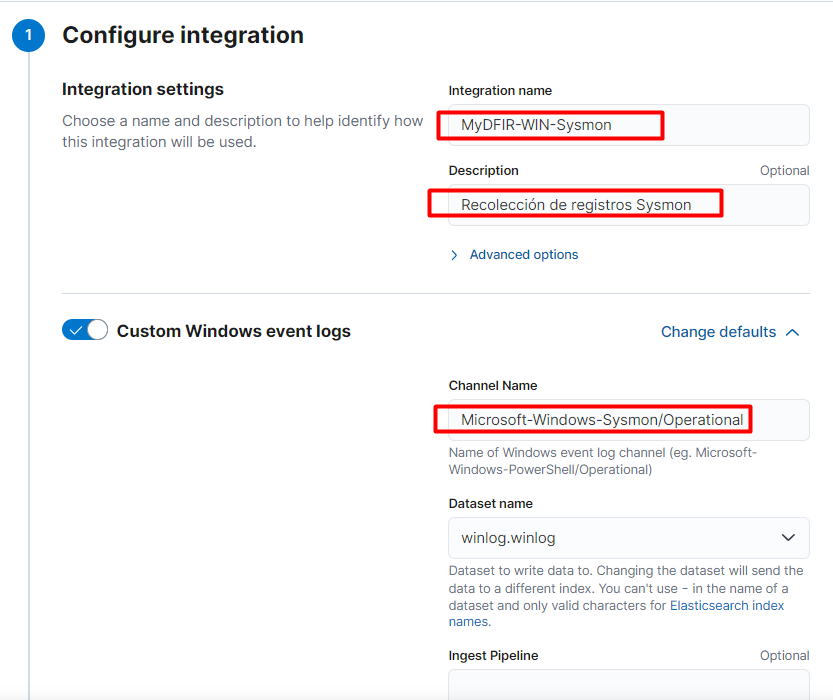 1
Configure integration
Integration settings
Choose a name and description to help identify how
this integration will be used.
Integration name
MyDFIR-WIN-Sysmon
Description Optional
Recolección de registros Sysmon
Advanced options
Custom Windows event logs
Change defaults
Channel Name
Microsoft-Windows-Sysmon/Operational
Name of Windows event log channel (eg. Microsoft-
Windows-PowerShell/Operational)
Dataset name
winlog.winlog
Dataset to write data to. Changing the dataset will send the
data to a different index. You can't use - in the name of a
dataset and only valid characters for Elasticsearch index
names.
Ingest Pipeline Optional